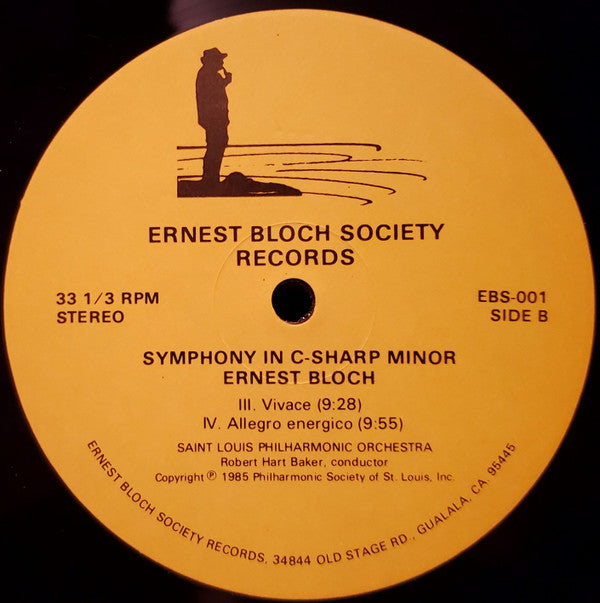 ERNEST BLOCH SOCIETY
RECORDS
33 1/3 RPM
STEREO
EBS-001
SIDE B
SYMPHONY IN C-SHARP MINOR
ERNEST BLOCH
III. Vivace (9:28)
IV. Allegro energico (9:55)
SAINT LOUIS PHILHARMONIC ORCHESTRA
Robert Hart Baker, conductor
Copyright ℗ 1985 Philharmonic Society of St. Louis, Inc.
ERNEST BLOCH SOCIETY RECORDS, 34844 OLD STAGE RD., GUALALA, CA. 95445